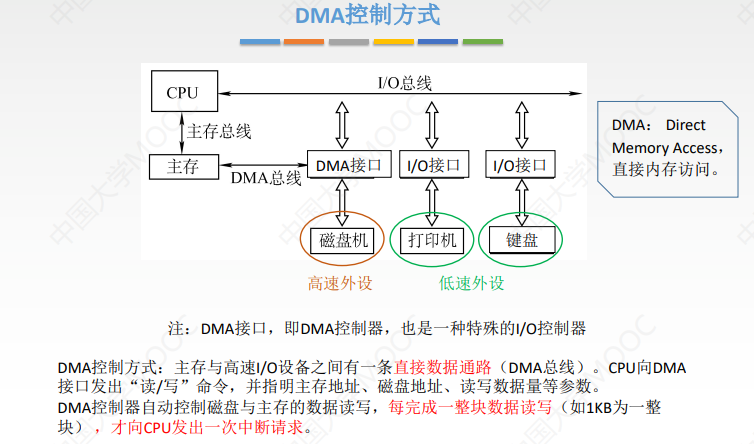 DMA控制方式
I/O总线
CPU
主存总线
主存
DMA总线
DMA接口
I/O接口
I/O接口
磁盘机
打印机
键盘
高速外设
低速外设
DMA： Direct
Memory Access，
直接内存访问。
注：DMA接口，即DMA控制器，也是一种特殊的I/O控制器
DMA控制方式：主存与高速I/O设备之间有一条直接数据通路（DMA总线）。CPU向DMA
接口发出“读/写”命令，并指明主存地址、磁盘地址、读写数据量等参数。
DMA控制器自动控制磁盘与主存的数据读写，每完成一整块数据读写（如1KB为一整
块），才向CPU发出一次中断请求。
中国大学MOOC